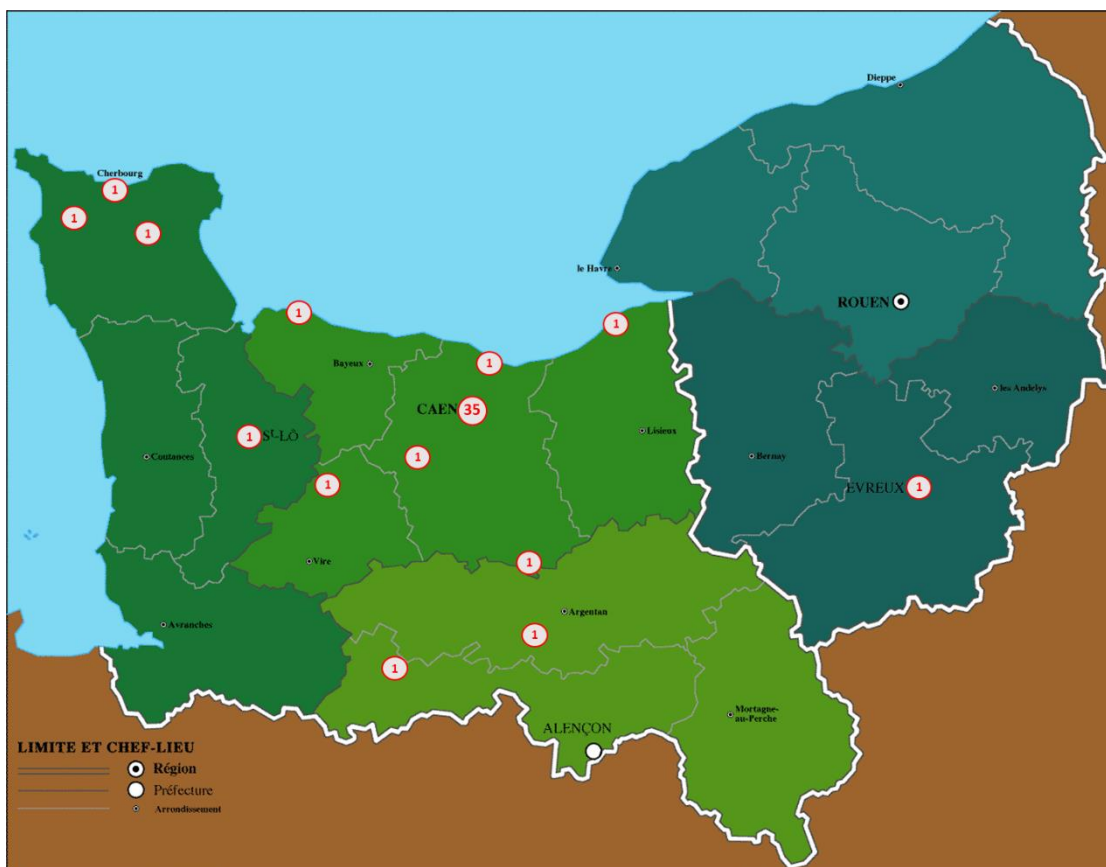 Dieppe
Cherbourg
1
1
1
le Havre
ROUEN
1
1
1
Bayeux
les Andelys
CAEN
35
Lisieux
1
St-LÔ
Coutances
1
Bernay
1
EVREUX
1
Vire
1
Argentan
Avranches
1
1
Mortagne-
au-Perche
ALENÇON
LIMITE ET CHEF-LIEU
Région
Préfecture
Arrondissement